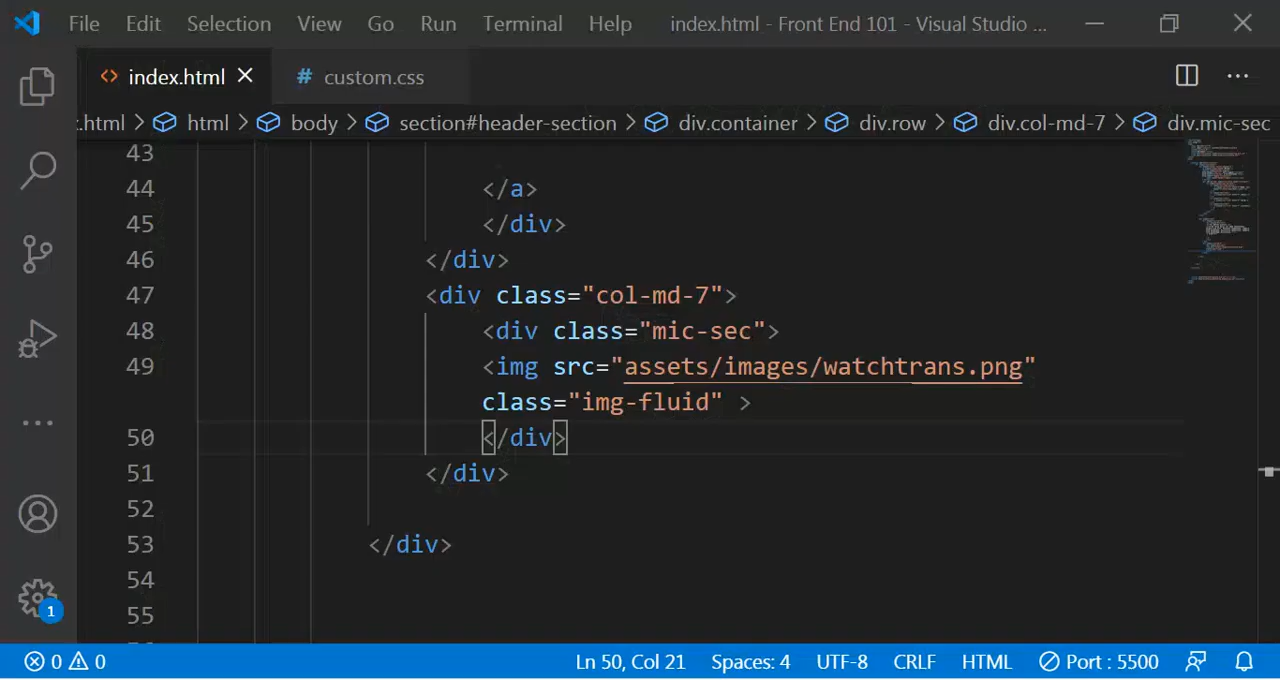 File Edit Selection View Go Run Terminal Help index.html - Front End 101 - Visual Studio ...
index.html # custom.css ...
.html > html > body > section#header-section > div.container > div.row > div.col-md-7 > div.mic-sec
43
44 </a>
45 </div>
46 </div>
47 <div class="col-md-7">
48 <div class="mic-sec">
49 <img src="assets/images/watchtrans.png"
class="img-fluid" >
50 </div>
51 </div>
52
53 </div>
54
55
1
0 0 Ln 50, Col 21 Spaces: 4 UTF-8 CRLF HTML Port : 5500